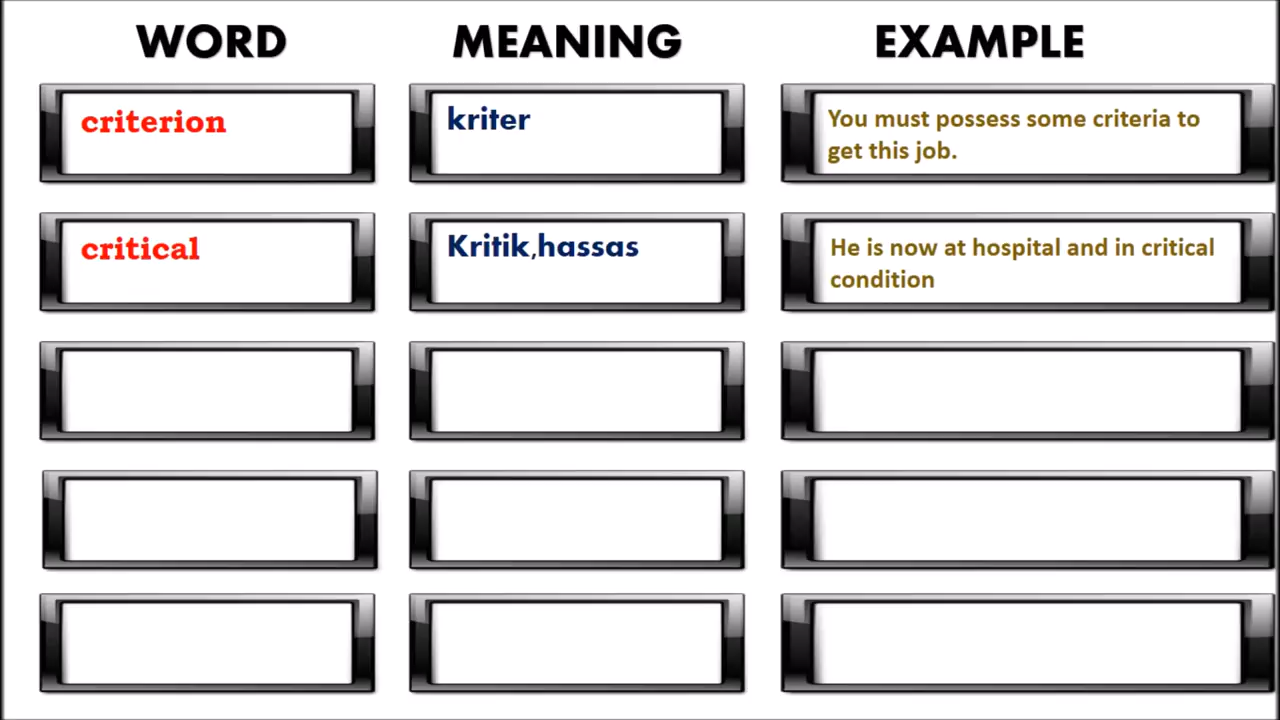 WORD MEANING EXAMPLE
criterion
kriter
You must possess some criteria to
get this job.
critical
Kritik,hassas
He is now at hospital and in critical
condition